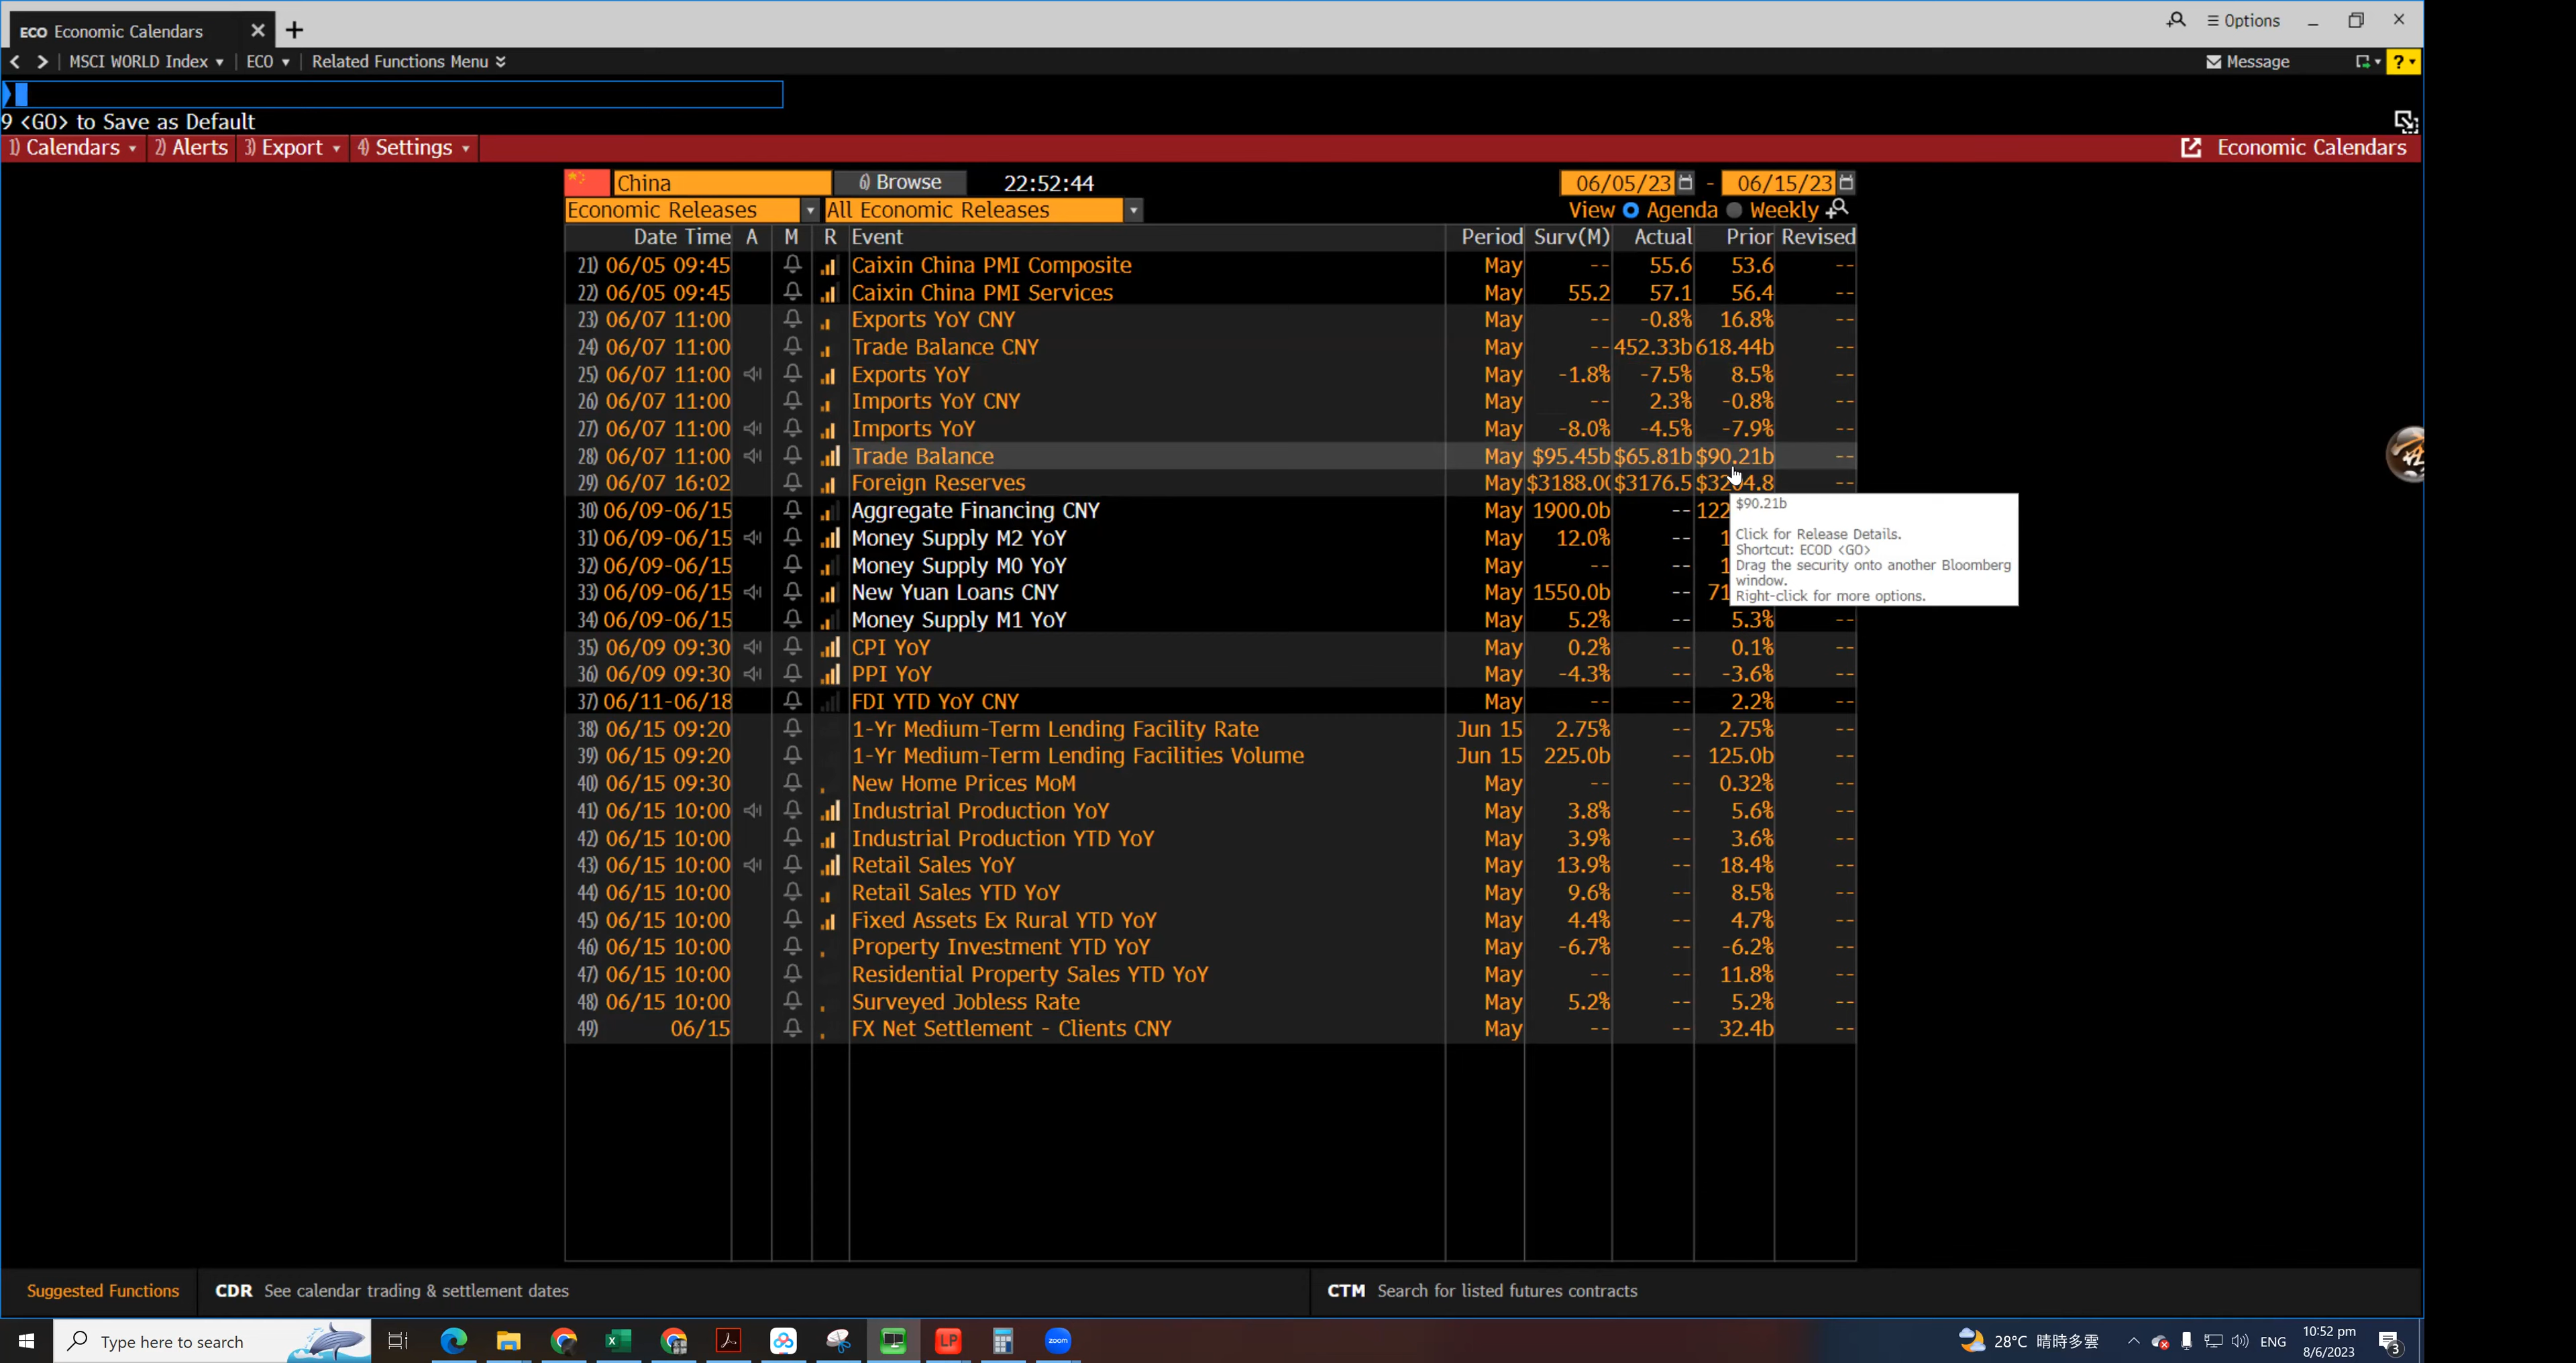 ECO Economic Calendars
Options
MSCI WORLD Index ECO Related Functions Menu Message ?
9 <GO> to Save as Default
1) Calendars 2) Alerts 3) Export 4) Settings Economic Calendars
China 6) Browse 22:52:44 06/05/23 - 06/15/23
Economic Releases All Economic Releases View Agenda Weekly
Date Time A M R Event Period Surv(M) Actual Prior Revised
21) 06/05 09:45 Caixin China PMI Composite May -- 55.6 53.6 --
22) 06/05 09:45 Caixin China PMI Services May 55.2 57.1 56.4 --
23) 06/07 11:00 Exports YoY CNY May -- -0.8% 16.8% --
24) 06/07 11:00 Trade Balance CNY May -- 452.33b 618.44b --
25) 06/07 11:00 Exports YoY May -1.8% -7.5% 8.5% --
26) 06/07 11:00 Imports YoY CNY May -- 2.3% -0.8% --
27) 06/07 11:00 Imports YoY May -8.0% -4.5% -7.9% --
28) 06/07 11:00 Trade Balance May $95.45b $65.81b $90.21b --
29) 06/07 16:02 Foreign Reserves May $3188.0 $3176.5 $3204.8 --
30) 06/09-06/15 Aggregate Financing CNY May 1900.0b -- 122
31) 06/09-06/15 Money Supply M2 YoY May 12.0% -- 1
32) 06/09-06/15 Money Supply M0 YoY May -- -- 1
33) 06/09-06/15 New Yuan Loans CNY May 1550.0b -- 71
34) 06/09-06/15 Money Supply M1 YoY May 5.2% -- 5.3% --
35) 06/09 09:30 CPI YoY May 0.2% -- 0.1% --
36) 06/09 09:30 PPI YoY May -4.3% -- -3.6% --
37) 06/11-06/18 FDI YTD YoY CNY May -- -- 2.2% --
38) 06/15 09:20 1-Yr Medium-Term Lending Facility Rate Jun 15 2.75% -- 2.75% --
39) 06/15 09:20 1-Yr Medium-Term Lending Facilities Volume Jun 15 225.0b -- 125.0b --
40) 06/15 09:30 New Home Prices MoM May -- -- 0.32% --
41) 06/15 10:00 Industrial Production YoY May 3.8% -- 5.6% --
42) 06/15 10:00 Industrial Production YTD YoY May 3.9% -- 3.6% --
43) 06/15 10:00 Retail Sales YoY May 13.9% -- 18.4% --
44) 06/15 10:00 Retail Sales YTD YoY May 9.6% -- 8.5% --
45) 06/15 10:00 Fixed Assets Ex Rural YTD YoY May 4.4% -- 4.7% --
46) 06/15 10:00 Property Investment YTD YoY May -6.7% -- -6.2% --
47) 06/15 10:00 Residential Property Sales YTD YoY May -- -- 11.8% --
48) 06/15 10:00 Surveyed Jobless Rate May 5.2% -- 5.2% --
49) 06/15 FX Net Settlement - Clients CNY May -- -- 32.4b --
$90.21b
Click for Release Details.
Shortcut: ECOD <GO>
Drag the security onto another Bloomberg
window.
Right-click for more options.
Suggested Functions CDR See calendar trading & settlement dates CTM Search for listed futures contracts
Type here to search LP zoom 28°C 晴時多雲 ENG 10:52 pm
8/6/2023 3